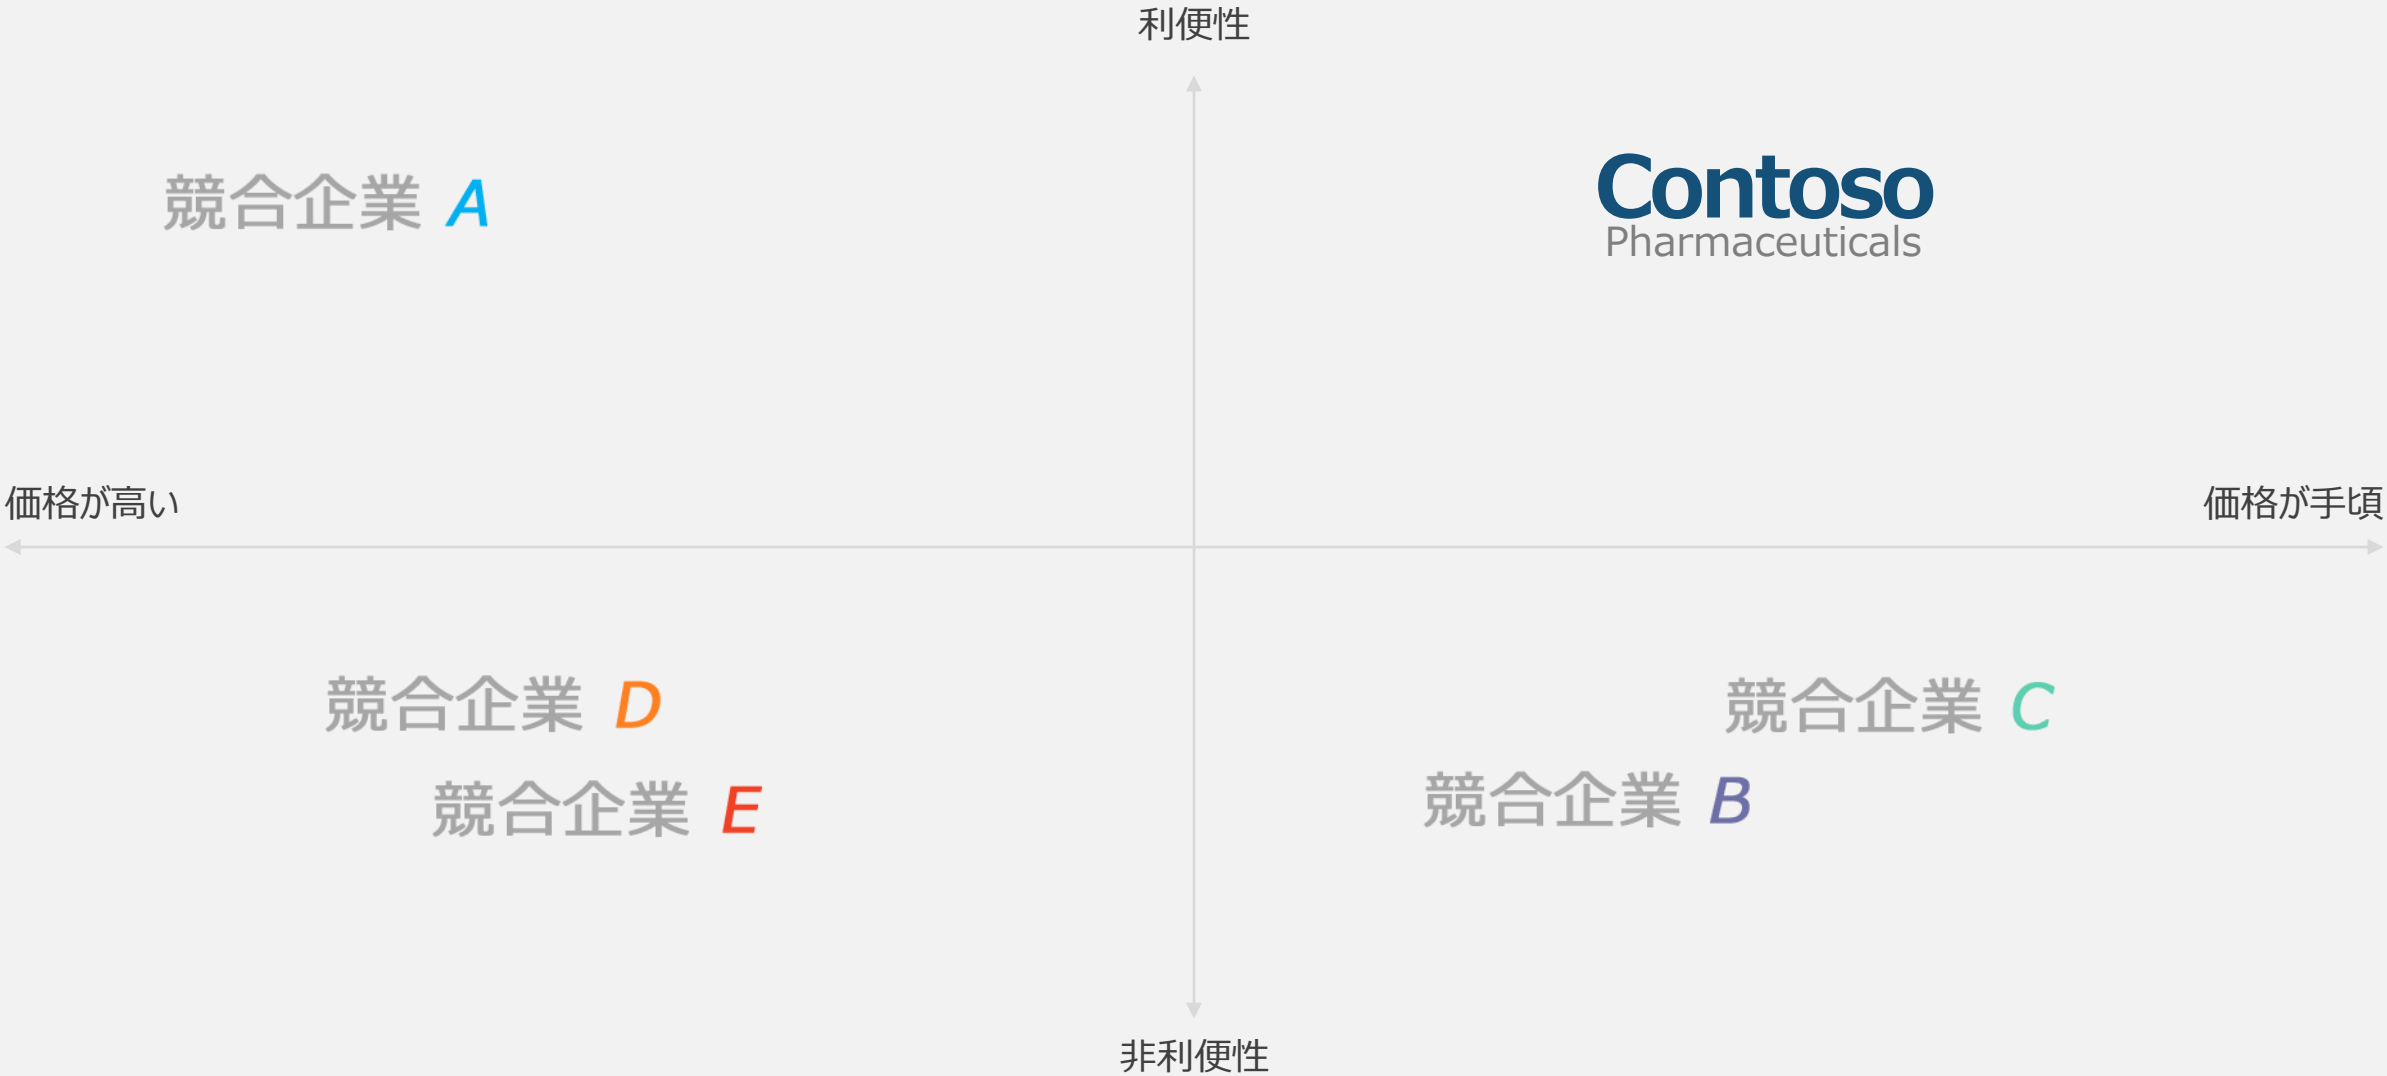 利便性
競合企業 A
Contoso
Pharmaceuticals
価格が高い
価格が手頃
競合企業 D
競合企業 C
競合企業 E
競合企業 B
非利便性